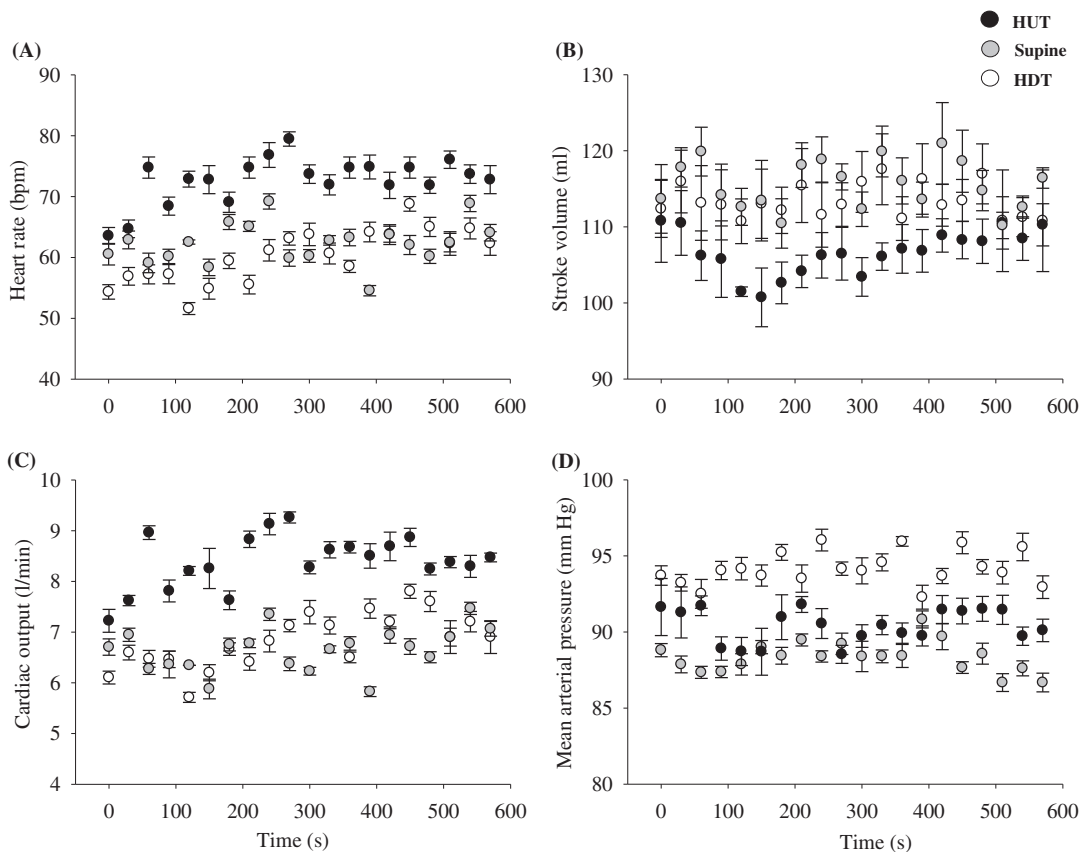 HUT
Supine
HDT
(A)
90
80
70
60
50
40
Heart rate (bpm)
0 100 200 300 400 500 600
(B)
130
120
110
100
90
Stroke volume (ml)
0 100 200 300 400 500 600
(C)
10
9
8
7
6
5
4
Cardiac output (l/min)
0 100 200 300 400 500 600
Time (s)
(D)
100
95
90
85
80
Mean arterial pressure (mm Hg)
0 100 200 300 400 500 600
Time (s)